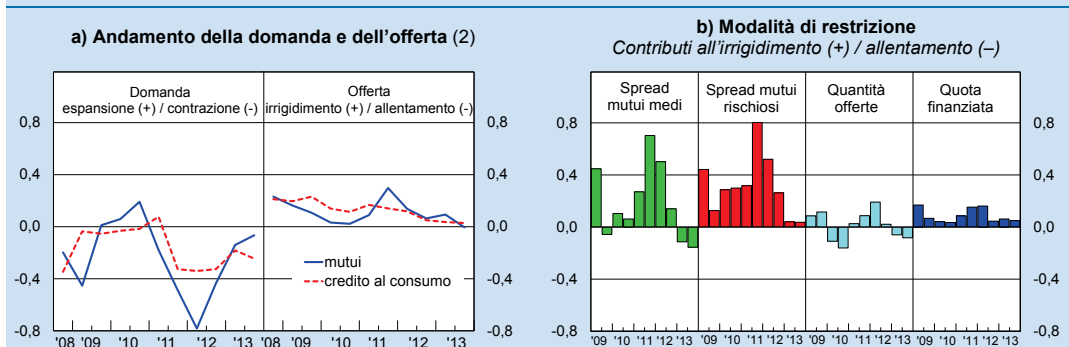 a) Andamento della domanda e dell'offerta (2)
Domanda
espansione (+) / contrazione (-)
Offerta
irrigidimento (+) / allentamento (-)
0,8
0,4
0,0
-0,4
-0,8
0,8
0,4
0,0
-0,4
-0,8
mutui
credito al consumo
'08 '09 '10 '11 '12 '13 '08 '09 '10 '11 '12 '13
b) Modalità di restrizione
Contributi all'irrigidimento (+) / allentamento (–)
Spread
mutui medi
Spread mutui
rischiosi
Quantità
offerte
Quota
finanziata
0,8
0,4
0,0
-0,4
-0,8
0,8
0,4
0,0
-0,4
-0,8
'09 '10 '11 '12 '13 '09 '10 '11 '12 '13 '09 '10 '11 '12 '13 '09 '10 '11 '12 '13